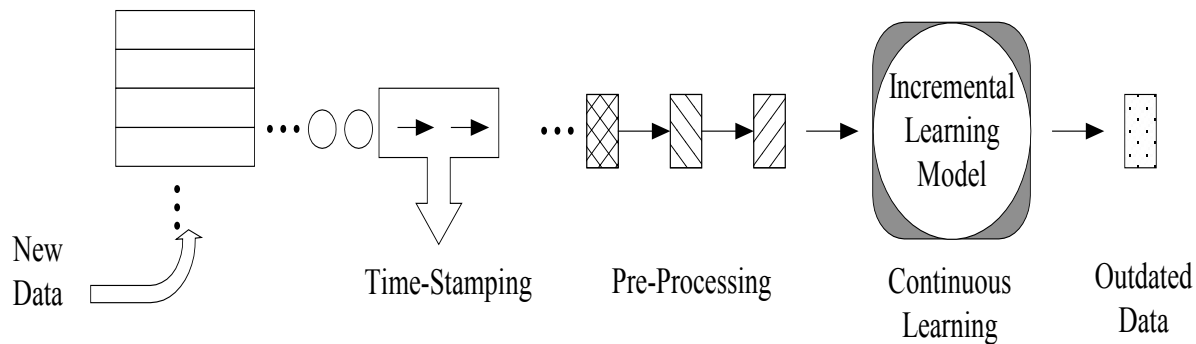 New
Data
Time-Stamping
Pre-Processing
Incremental
Learning
Model
Continuous
Learning
Outdated
Data